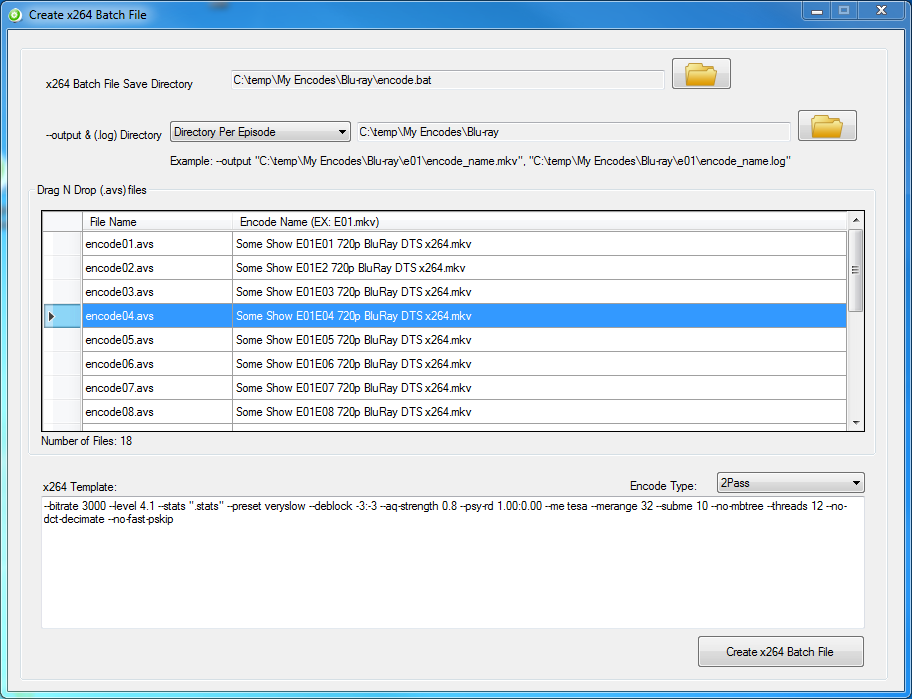 Create x264 Batch File
x264 Batch File Save Directory
C:\temp\My Encodes\Blu-ray\encode.bat
--output & (.log) Directory
Directory Per Episode
C:\temp\My Encodes\Blu-ray
Example: --output "C:\temp\My Encodes\Blu-ray\e01\encode_name.mkv", "C:\temp\My Encodes\Blu-ray\e01\encode_name.log"
Drag N Drop (.avs) files
File Name Encode Name (EX: E01.mkv)
encode01.avs Some Show E01E01 720p BluRay DTS x264.mkv
encode02.avs Some Show E01E2 720p BluRay DTS x264.mkv
encode03.avs Some Show E01E03 720p BluRay DTS x264.mkv
encode04.avs Some Show E01E04 720p BluRay DTS x264.mkv
encode05.avs Some Show E01E05 720p BluRay DTS x264.mkv
encode06.avs Some Show E01E06 720p BluRay DTS x264.mkv
encode07.avs Some Show E01E07 720p BluRay DTS x264.mkv
encode08.avs Some Show E01E08 720p BluRay DTS x264.mkv
Number of Files: 18
x264 Template:
Encode Type:
2Pass
--bitrate 3000 --level 4.1 --stats ".stats" --preset veryslow --deblock -3:-3 --aq-strength 0.8 --psy-rd 1.00:0.00 --me tesa --merange 32 --subme 10 --no-mbtree --threads 12 --no-
dct-decimate --no-fast-pskip
Create x264 Batch File